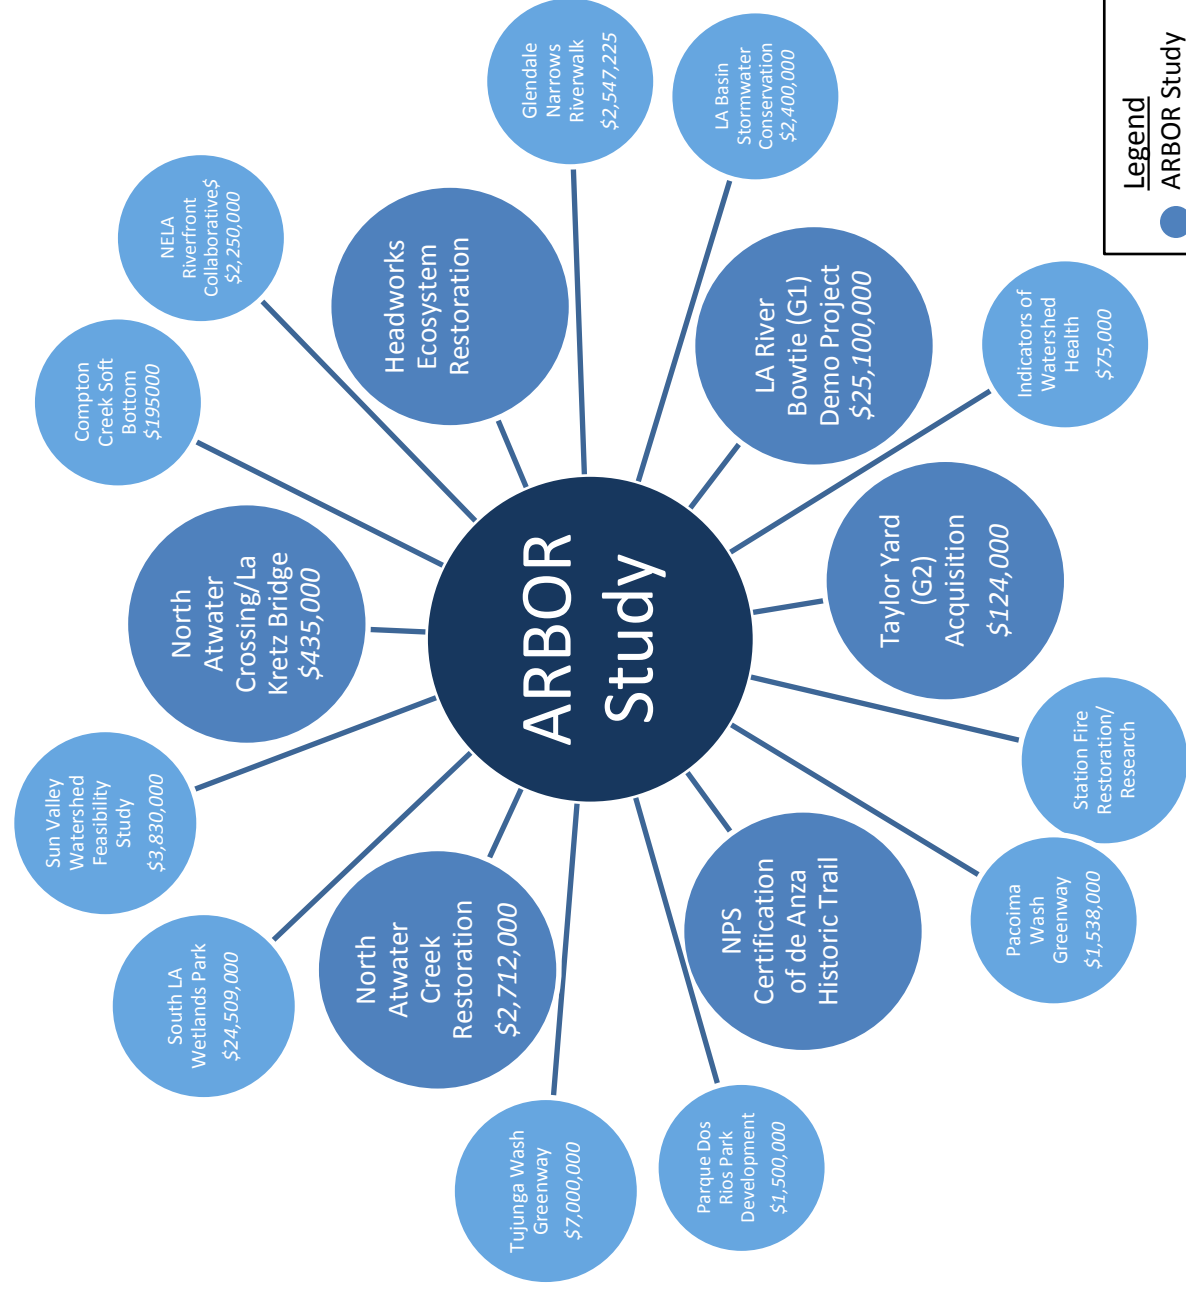 ARBOR
Study
Headworks
Ecosystem
Restoration
Glendale
Narrows
Riverwalk
$2,547,225
LA Basin
Stormwater
Conservation
$2,400,000
LA River
Bowtie (G1)
Demo Project
$25,100,000
Indicators of
Watershed
Health
$75,000
Taylor Yard
(G2)
Acquisition
$124,000
Station Fire
Restoration/
Research
Pacoima
Wash
Greenway
$1,538,000
NPS
Certification
of de Anza
Historic Trail
Parque Dos
Rios Park
Development
$1,500,000
Tujunga Wash
Greenway
$7,000,000
North
Atwater
Creek
Restoration
$2,712,000
South LA
Wetlands Park
$24,509,000
Sun Valley
Watershed
Feasibility
Study
$3,830,000
North
Atwater
Crossing/La
Kretz Bridge
$435,000
Compton
Creek Soft
Bottom
$195000
NELA
Riverfront
Collaborative$
$2,250,000
Legend
ARBOR Study